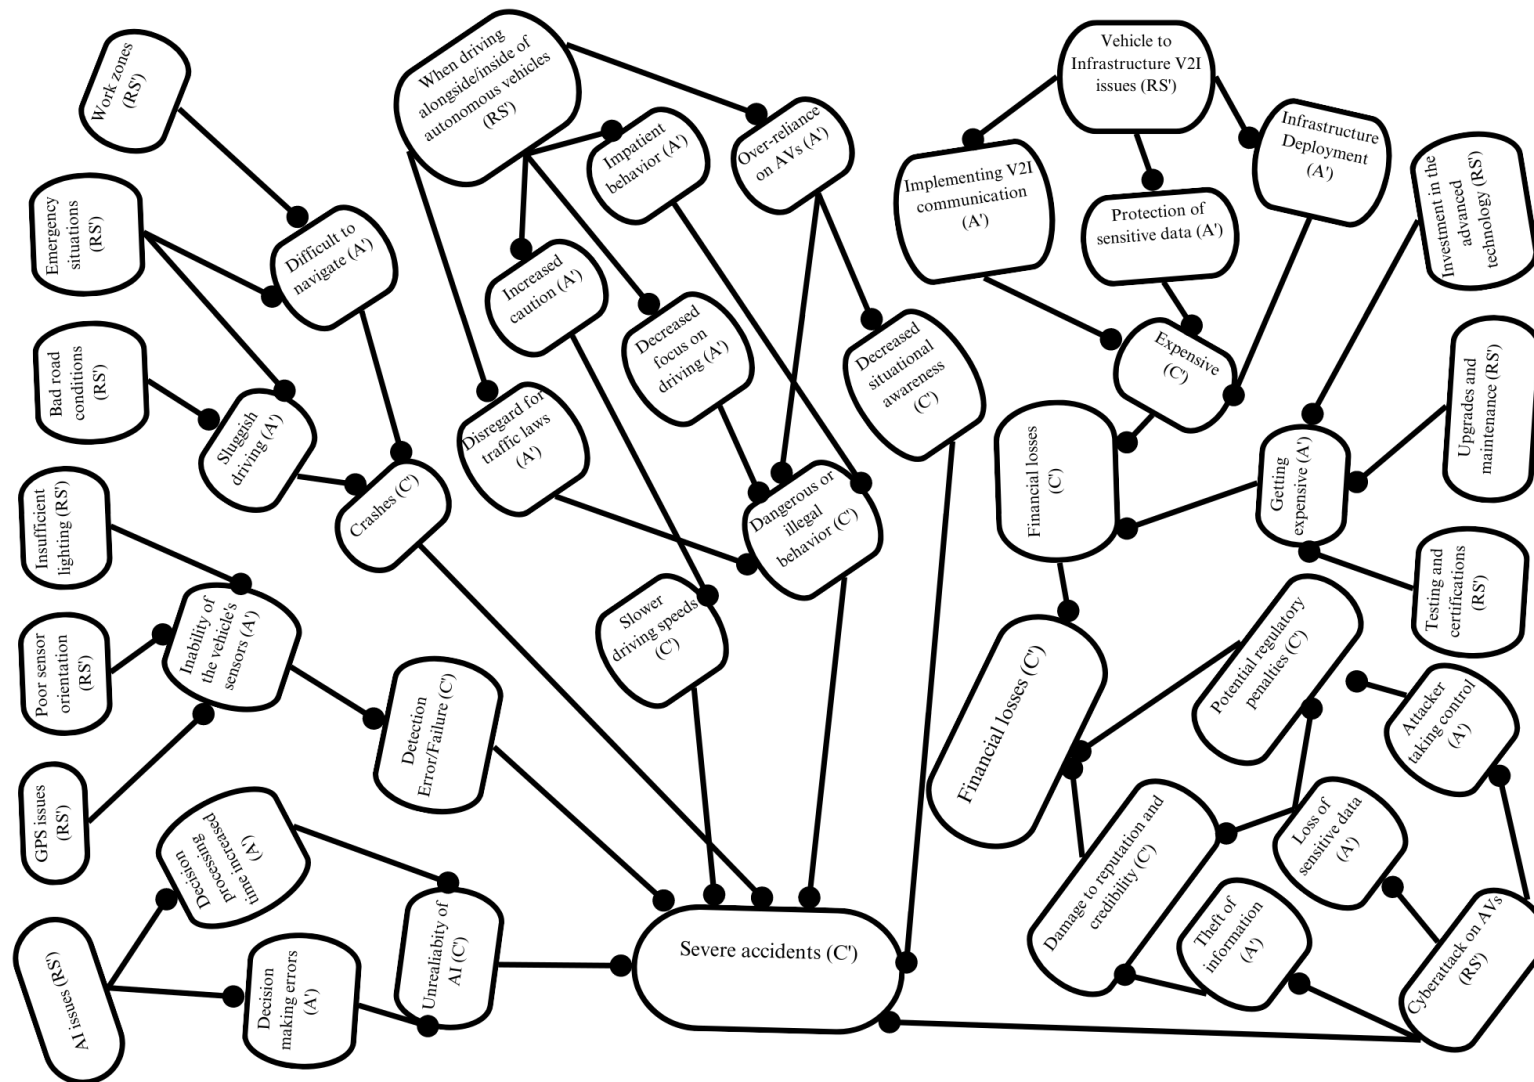 Work zones
(RS')
When driving
alongside/inside of
autonomous vehicles
(RS')
Impatient
behavior (A')
Over-reliance
on AVs (A')
Vehicle to
Infrastructure V2I
issues (RS')
Infrastructure
Deployment
(A')
Implementing V2I
communication
(A')
Protection of
sensitive data (A')
Investment in the
advanced
technology (RS')
Emergency
situations
(RS')
Difficult to
navigate (A')
Increased
caution (A')
Decreased
focus on
driving (A')
Decreased
situational
awareness
(C')
Expensive
(C')
Upgrades and
maintenance (RS')
Bad road
conditions
(RS')
Sluggish
driving (A')
Crashes (C')
Disregard for
traffic laws
(A')
Dangerous or
illegal
behavior (C')
Financial losses
(C')
Getting
expensive (A')
Testing and
certifications
(RS')
Insufficient
lighting (RS')
Inability of
the vehicle's
sensors (A')
Poor sensor
orientation
(RS')
GPS issues
(RS')
Detection
Error/Failure (C')
Slower
driving speeds
(C')
Financial losses (C')
Potential regulatory
penalties (C')
Attacker
taking control
(A')
Decision
processing
time increased
(A')
AI issues (RS')
Decision
making errors
(A')
Unrealiabity of
AI (C')
Severe accidents (C')
Damage to reputation and
credibility (C')
Loss of
sensitive data
(A')
Theft of
information
(A')
Cyberattack on AVs
(RS')